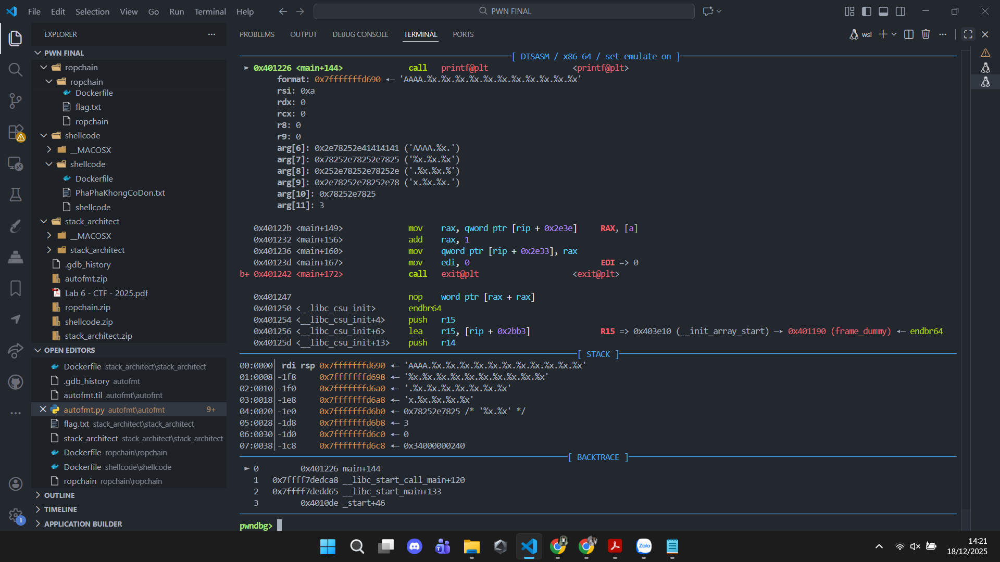 File Edit Selection View Go Run Terminal Help
PWN FINAL
EXPLORER
PROBLEMS OUTPUT DEBUG CONSOLE TERMINAL PORTS
wsl
PWN FINAL
ropchain
ropchain
Dockerfile
flag.txt
ropchain
shellcode
__MACOSX
shellcode
Dockerfile
PhaPhaKhongCoDon.txt
shellcode
stack_architect
__MACOSX
stack_architect
.gdb_history
autofmt.zip
Lab 6 - CTF - 2025.pdf
ropchain.zip
shellcode.zip
stack_architect.zip
OPEN EDITORS
Dockerfile stack_architect\stack_architect
.gdb_history autofmt
autofmt.til autofmt\autofmt
autofmt.py autofmt\autofmt 9+
flag.txt stack_architect\stack_architect
stack_architect stack_architect\stack_architect
Dockerfile ropchain\ropchain
Dockerfile shellcode\shellcode
ropchain ropchain\ropchain
OUTLINE
TIMELINE
APPLICATION BUILDER
1
[ DISASM / x86-64 / set emulate on ]
► 0x401226 <main+144> call printf@plt <printf@plt>
format: 0x7fffffffd690 ◂— 'AAAA.%x.%x.%x.%x.%x.%x.%x.%x.%x.%x.%x'
rsi: 0xa
rdx: 0
rcx: 0
r8: 0
r9: 0
arg[6]: 0x2e78252e41414141 ('AAAA.%x.')
arg[7]: 0x78252e78252e7825 ('%x.%x.%x')
arg[8]: 0x252e78252e78252e ('.%x.%x.%')
arg[9]: 0x2e78252e78252e78 ('x.%x.%x.')
arg[10]: 0x78252e7825
arg[11]: 3
0x40122b <main+149> mov rax, qword ptr [rip + 0x2e3e] RAX, [a]
0x401232 <main+156> add rax, 1
0x401236 <main+160> mov qword ptr [rip + 0x2e33], rax
0x40123d <main+167> mov edi, 0 EDI => 0
b+ 0x401242 <main+172> call exit@plt <exit@plt>
0x401247 nop word ptr [rax + rax]
0x401250 <__libc_csu_init> endbr64
0x401254 <__libc_csu_init+4> push r15
0x401256 <__libc_csu_init+6> lea r15, [rip + 0x2bb3] R15 => 0x403e10 (__init_array_start) —▸ 0x401190 (frame_dummy) ◂— endbr64
0x40125d <__libc_csu_init+13> push r14
[ STACK ]
00:0000│ rdi rsp 0x7fffffffd690 ◂— 'AAAA.%x.%x.%x.%x.%x.%x.%x.%x.%x.%x.%x'
01:0008│-1f8 0x7fffffffd698 ◂— '%x.%x.%x.%x.%x.%x.%x.%x.%x.%x'
02:0010│-1f0 0x7fffffffd6a0 ◂— '.%x.%x.%x.%x.%x.%x.%x'
03:0018│-1e8 0x7fffffffd6a8 ◂— 'x.%x.%x.%x.%x'
04:0020│-1e0 0x7fffffffd6b0 ◂— 0x78252e7825 /* '%x.%x' */
05:0028│-1d8 0x7fffffffd6b8 ◂— 3
06:0030│-1d0 0x7fffffffd6c0 ◂— 0
07:0038│-1c8 0x7fffffffd6c8 ◂— 0x34000000240
[ BACKTRACE ]
► 0 0x401226 main+144
1 0x7ffff7dedca8 __libc_start_call_main+120
2 0x7ffff7dedd65 __libc_start_main+133
3 0x4010de _start+46
pwndbg>
Zalo
14:21
18/12/2025